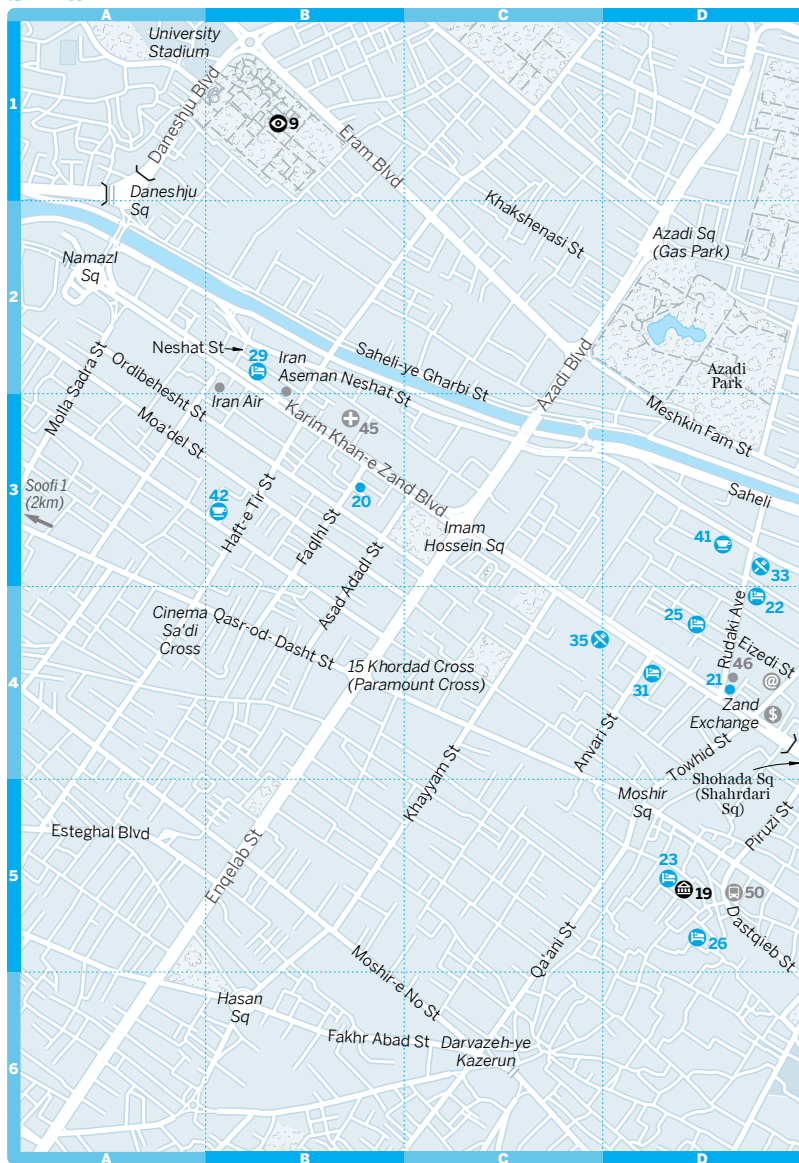 A
B
C
D
University
Stadium
1
Daneshju Blvd
9
Eram Blvd
Daneshju
Sq
Khakshenasi St
Azadi Sq
(Gas Park)
Namazl
Sq
2
Neshat St
29
Iran
Aseman
Neshat St
Saheli-ye Gharbi St
Azadi Blvd
Azadi
Park
Molla Sadra St
Ordibehesht St
Iran Air
Moa'del St
Karim Khan-e Zand Blvd
45
Meshkin Fam St
3
Soofi 1
(2km)
42
Haft-e Tir St
20
Faqlhl St
Asad Adadl St
Imam
Hossein Sq
Saheli
41
33
22
25
Rudaki Ave
Cinema
Sa'di
Cross
Qasr-od- Dasht St
35
Eizedi St
46
@
4
15 Khordad Cross
(Paramount Cross)
31
21
Zand
Exchange
$
Anvari St
Towhid St
Khayyam St
Shohada Sq
(Shahrdari
Sq)
Moshir
Sq
Piruzi St
Esteghal Blvd
Enqelab St
5
23
19
50
Dastqieb St
26
Qa'ani St
Moshir-e No St
Hasan
Sq
Fakhr Abad St
Darvazeh-ye
Kazerun
6
A
B
C
D